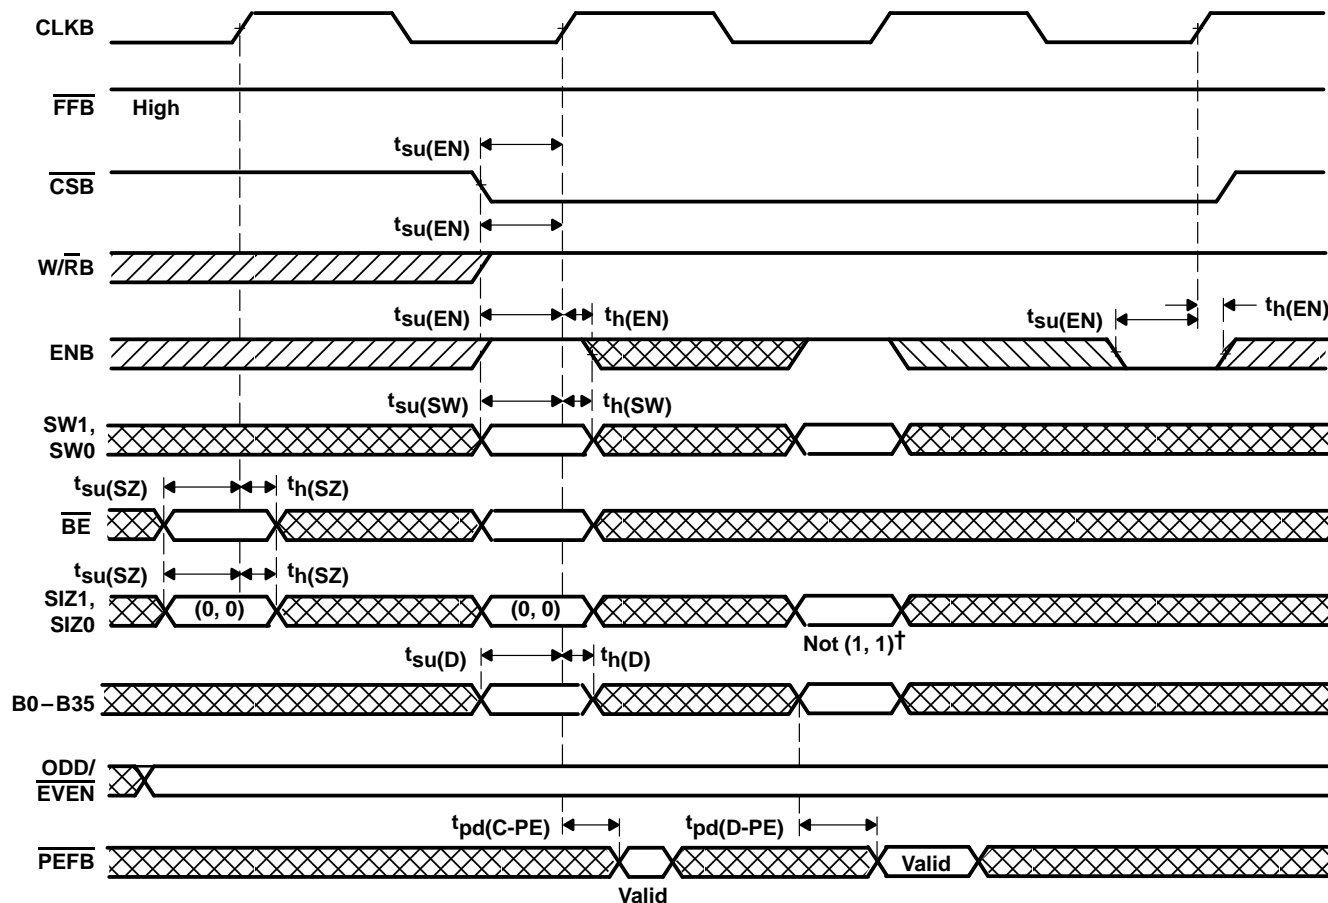 CLKB
FFB
High
tsu(EN)
CSB
tsu(EN)
W/RB
tsu(EN)
th(EN)
tsu(EN)
th(EN)
ENB
tsu(SW)
th(SW)
SW1,
SW0
tsu(SZ)
th(SZ)
BE
tsu(SZ)
th(SZ)
SIZ1,
SIZ0
(0, 0)
(0, 0)
Not (1, 1)†
tsu(D)
th(D)
B0–B35
ODD/
EVEN
tpd(C-PE)
tpd(D-PE)
PEFB
Valid
Valid